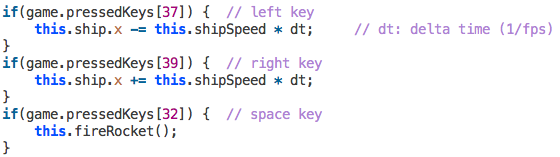 if(game.pressedKeys[37]) {  // left key
    this.ship.x -= this.shipSpeed * dt;     // dt: delta time (1/fps)
}
if(game.pressedKeys[39]) {  // right key
    this.ship.x += this.shipSpeed * dt;
}
if(game.pressedKeys[32]) {  // space key
    this.fireRocket();
}